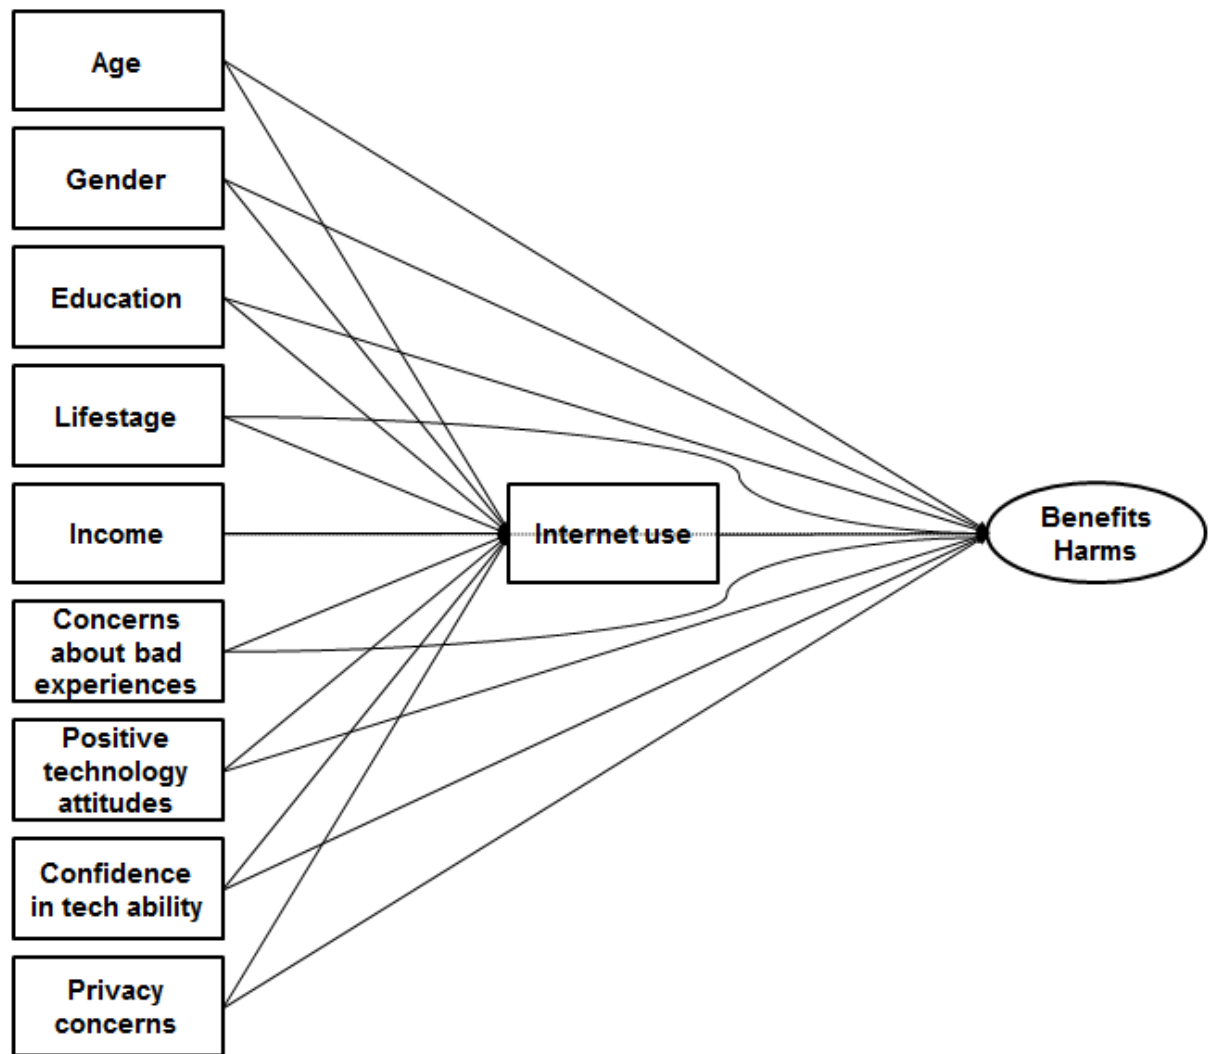 Age
Gender
Education
Lifestage
Income
Concerns
about bad
experiences
Positive
technology
attitudes
Confidence
in tech ability
Privacy
concerns
Internet use
Benefits
Harms